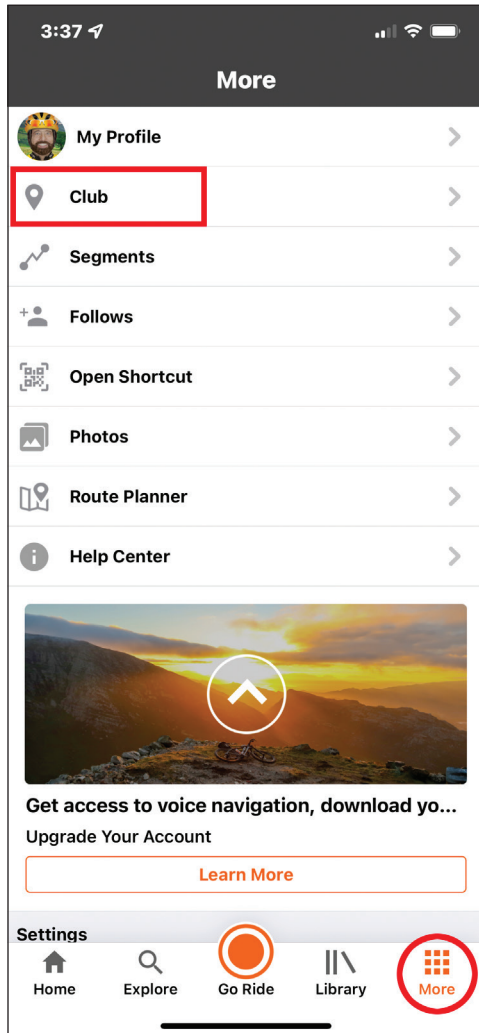 3:37
More
My Profile
Club
Segments
Follows
Open Shortcut
Photos
Route Planner
Help Center
Get access to voice navigation, download yo...
Upgrade Your Account
Learn More
Settings
Home Explore Go Ride Library More